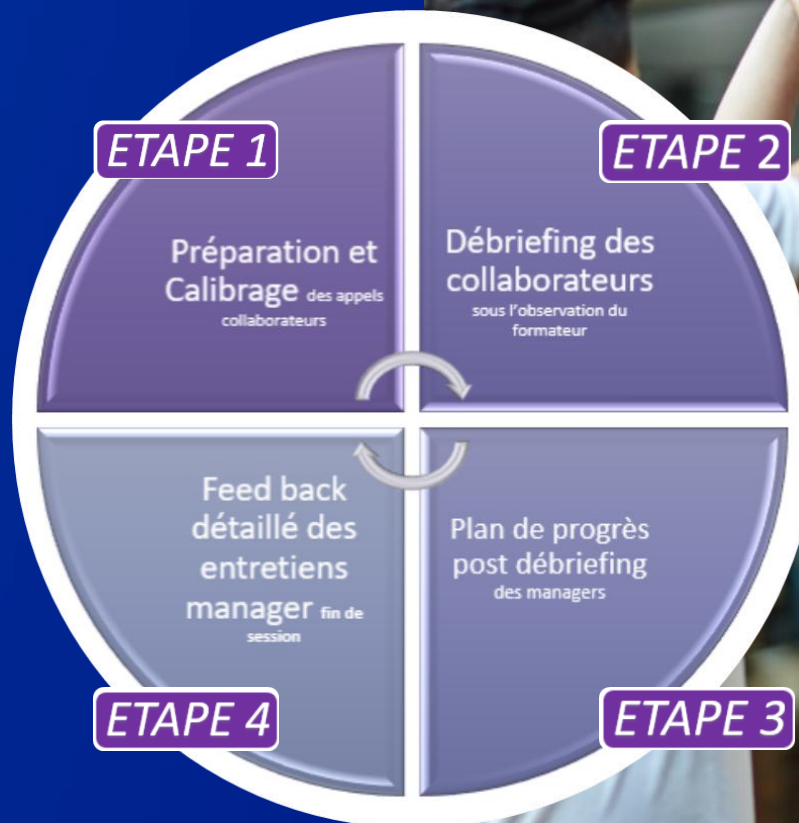 ETAPE 1
Préparation et
Calibrage des appels
collaborateurs
ETAPE 2
Débriefing des
collaborateurs
sous l'observation du
formateur
ETAPE 3
Plan de progrès
post débriefing
des managers
ETAPE 4
Feed back
détaillé des
entretiens
manager fin de
session